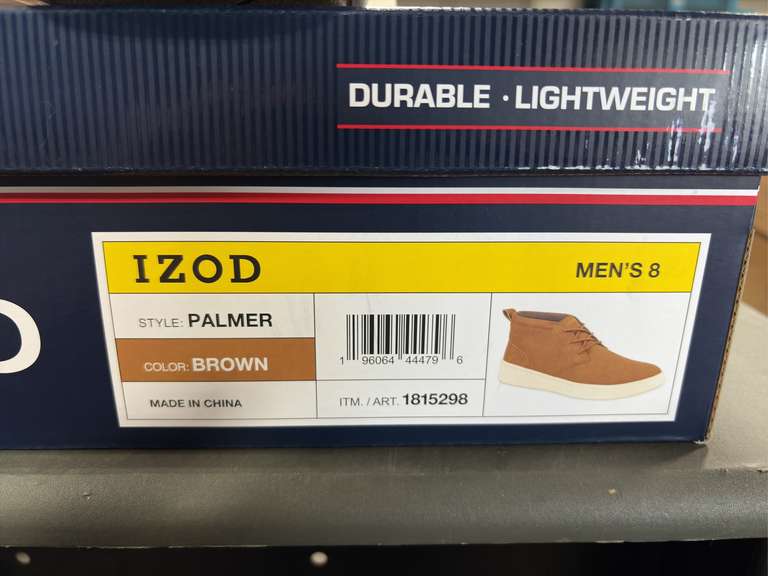 DURABLE · LIGHTWEIGHT
IZOD
MEN'S 8
STYLE: PALMER
COLOR: BROWN
MADE IN CHINA
1 96064 44479 6
ITM. / ART. 1815298